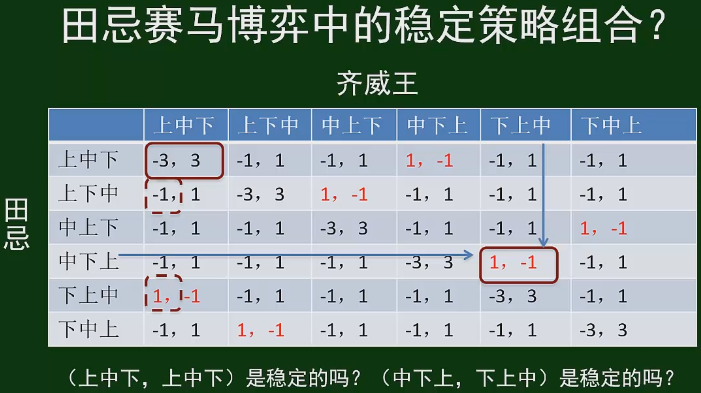 田忌赛马博弈中的稳定策略组合？
齐威王
上中下 上下中 中上下 中下上 下上中 下中上
田忌
上中下 -3，3 -1，1 -1，1 1，-1 -1，1 -1，1
上下中 -1，1 -3，3 1，-1 -1，1 -1，1 -1，1
中上下 -1，1 -1，1 -3，3 -1，1 -1，1 1，-1
中下上 -1，1 -1，1 -1，1 -3，3 1，-1 -1，1
下上中 1，-1 -1，1 -1，1 -1，1 -3，3 -1，1
下中上 -1，1 1，-1 -1，1 -1，1 -1，1 -3，3
（上中下，上中下）是稳定的吗？（中下上，下上中）是稳定的吗？